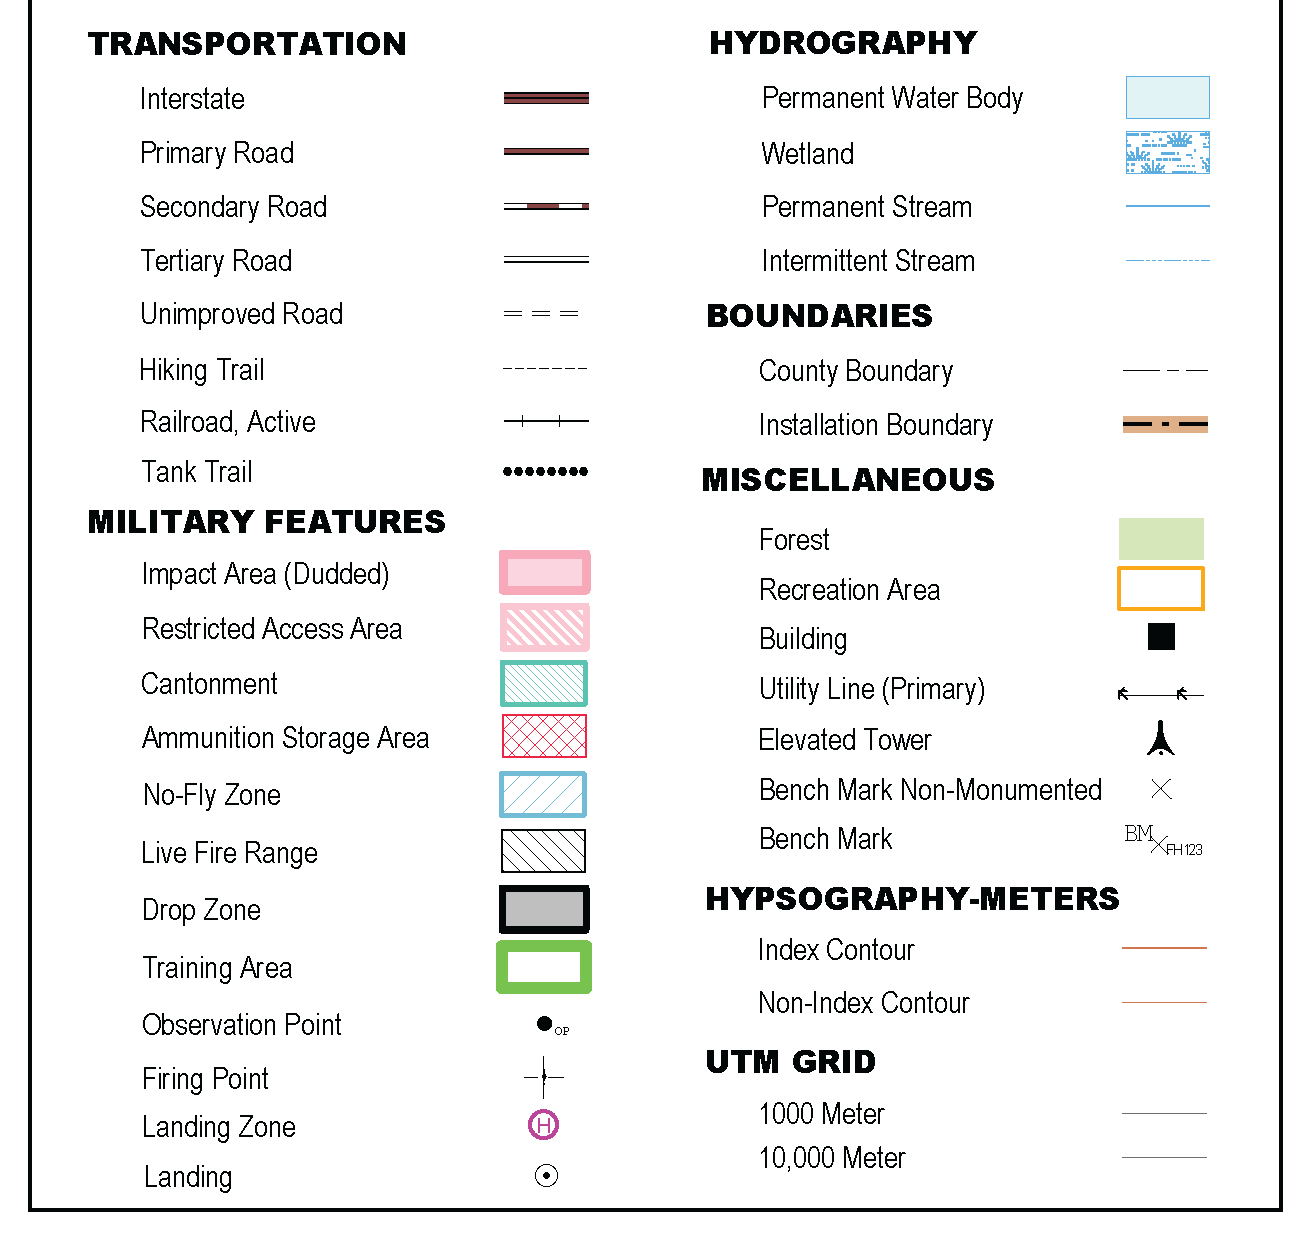 TRANSPORTATION
Interstate
Primary Road
Secondary Road
Tertiary Road
Unimproved Road
Hiking Trail
Railroad, Active
Tank Trail
MILITARY FEATURES
Impact Area (Dudded)
Restricted Access Area
Cantonment
Ammunition Storage Area
No-Fly Zone
Live Fire Range
Drop Zone
Training Area
Observation Point
OP
Firing Point
Landing Zone
H
Landing
HYDROGRAPHY
Permanent Water Body
Wetland
Permanent Stream
Intermittent Stream
BOUNDARIES
County Boundary
Installation Boundary
MISCELLANEOUS
Forest
Recreation Area
Building
Utility Line (Primary)
Elevated Tower
Bench Mark Non-Monumented
Bench Mark
BM
FH123
HYPSOGRAPHY-METERS
Index Contour
Non-Index Contour
UTM GRID
1000 Meter
10,000 Meter